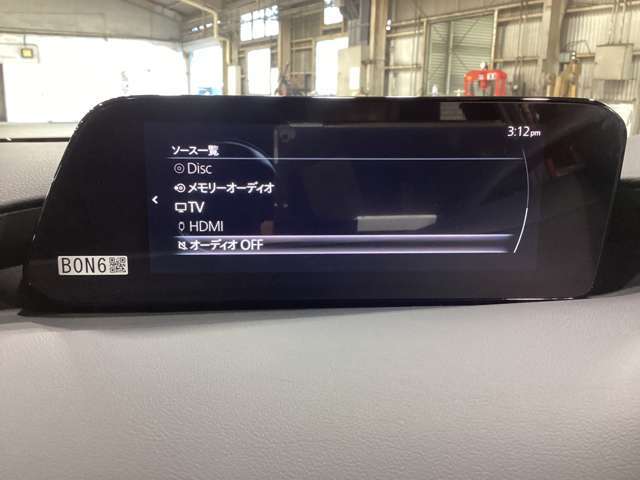 3:12pm
ソース一覧
Disc
メモリーオーディオ
TV
HDMI
オーディオ OFF
BON6